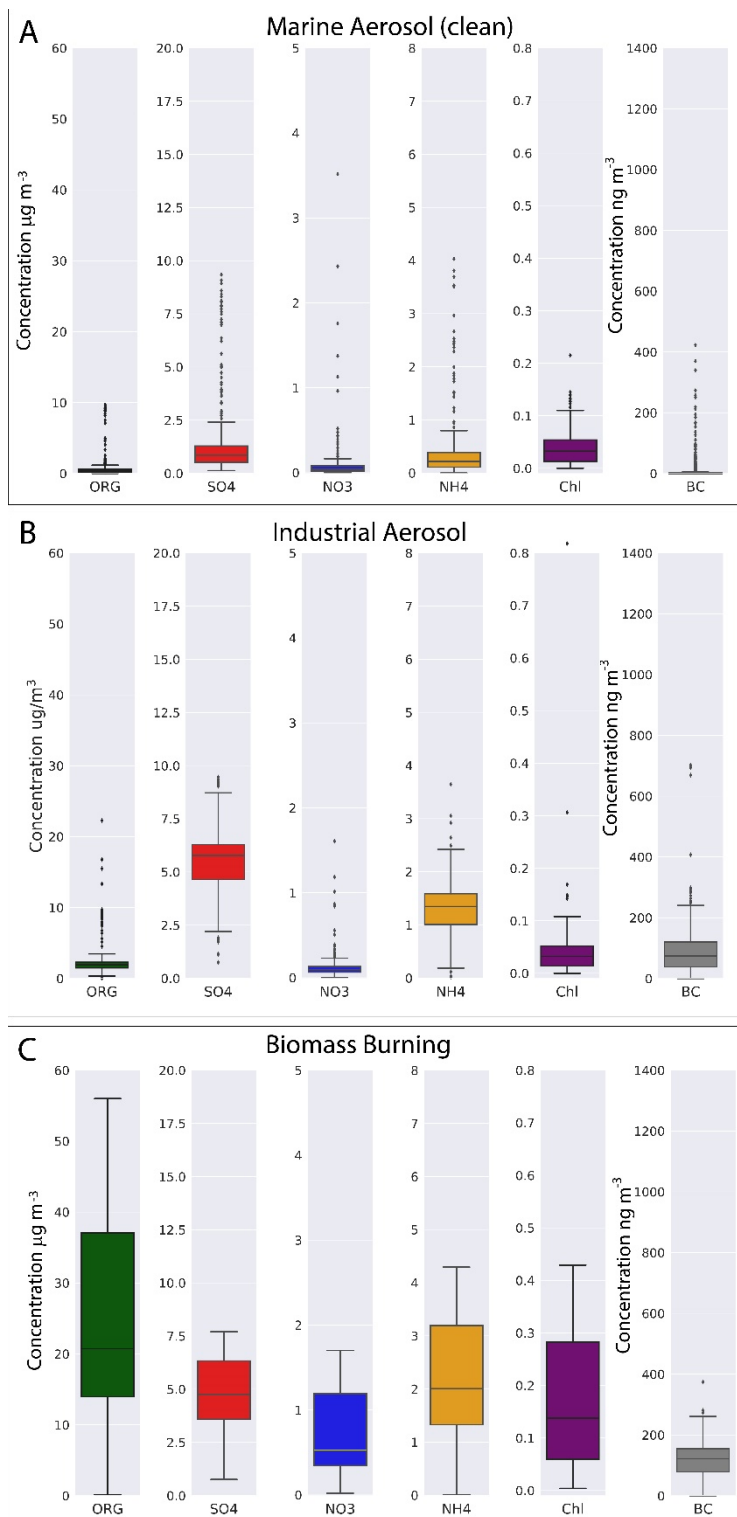 A Marine Aerosol (clean)
60 20.0 5 8 0.8 1400
50 17.5 7 0.7 1200
15.0 4 6 0.6 1000
40 12.5 5 0.5
30 10.0 3 4 0.4 800
20 7.5 2 3 0.3 600
5.0 2 0.2 400
10 2.5 1 1 0.1 200
0 0.0 0 0 0.0 0
Concentration µg m-3
Concentration ng m-3
ORG SO4 NO3 NH4 Chl BC
B Industrial Aerosol
60 20.0 5 8 0.8 1400
50 17.5 7 0.7 1200
15.0 4 6 0.6 1000
40 12.5 5 0.5
30 10.0 3 4 0.4 800
20 7.5 2 3 0.3 600
5.0 2 0.2 400
10 2.5 1 1 0.1 200
0 0.0 0 0 0.0 0
Concentration ug/m³
Concentration ng m-3
ORG SO4 NO3 NH4 Chl BC
C Biomass Burning
60 20.0 5 8 0.8 1400
50 17.5 7 0.7 1200
15.0 4 6 0.6 1000
40 12.5 5 0.5
30 10.0 3 4 0.4 800
20 7.5 2 3 0.3 600
5.0 2 0.2 400
10 2.5 1 1 0.1 200
0 0.0 0 0 0.0 0
Concentration µg m-3
Concentration ng m-3
ORG SO4 NO3 NH4 Chl BC